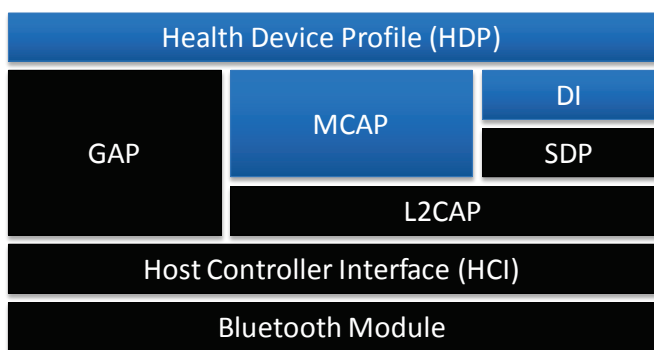 Health Device Profile (HDP)
GAP
MCAP
DI
SDP
L2CAP
Host Controller Interface (HCI)
Bluetooth Module